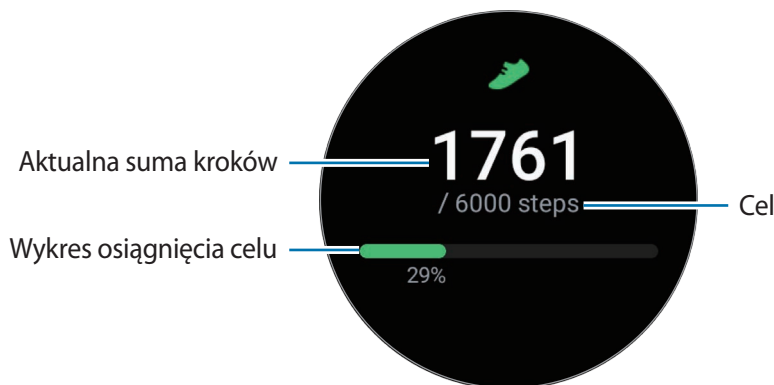 1761
Aktualna suma kroków
/ 6000 steps
Cel
Wykres osiągnięcia celu
29%